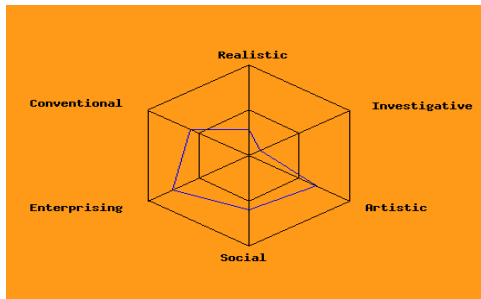 Realistic
Conventional
Investigative
Enterprising
Artistic
Social